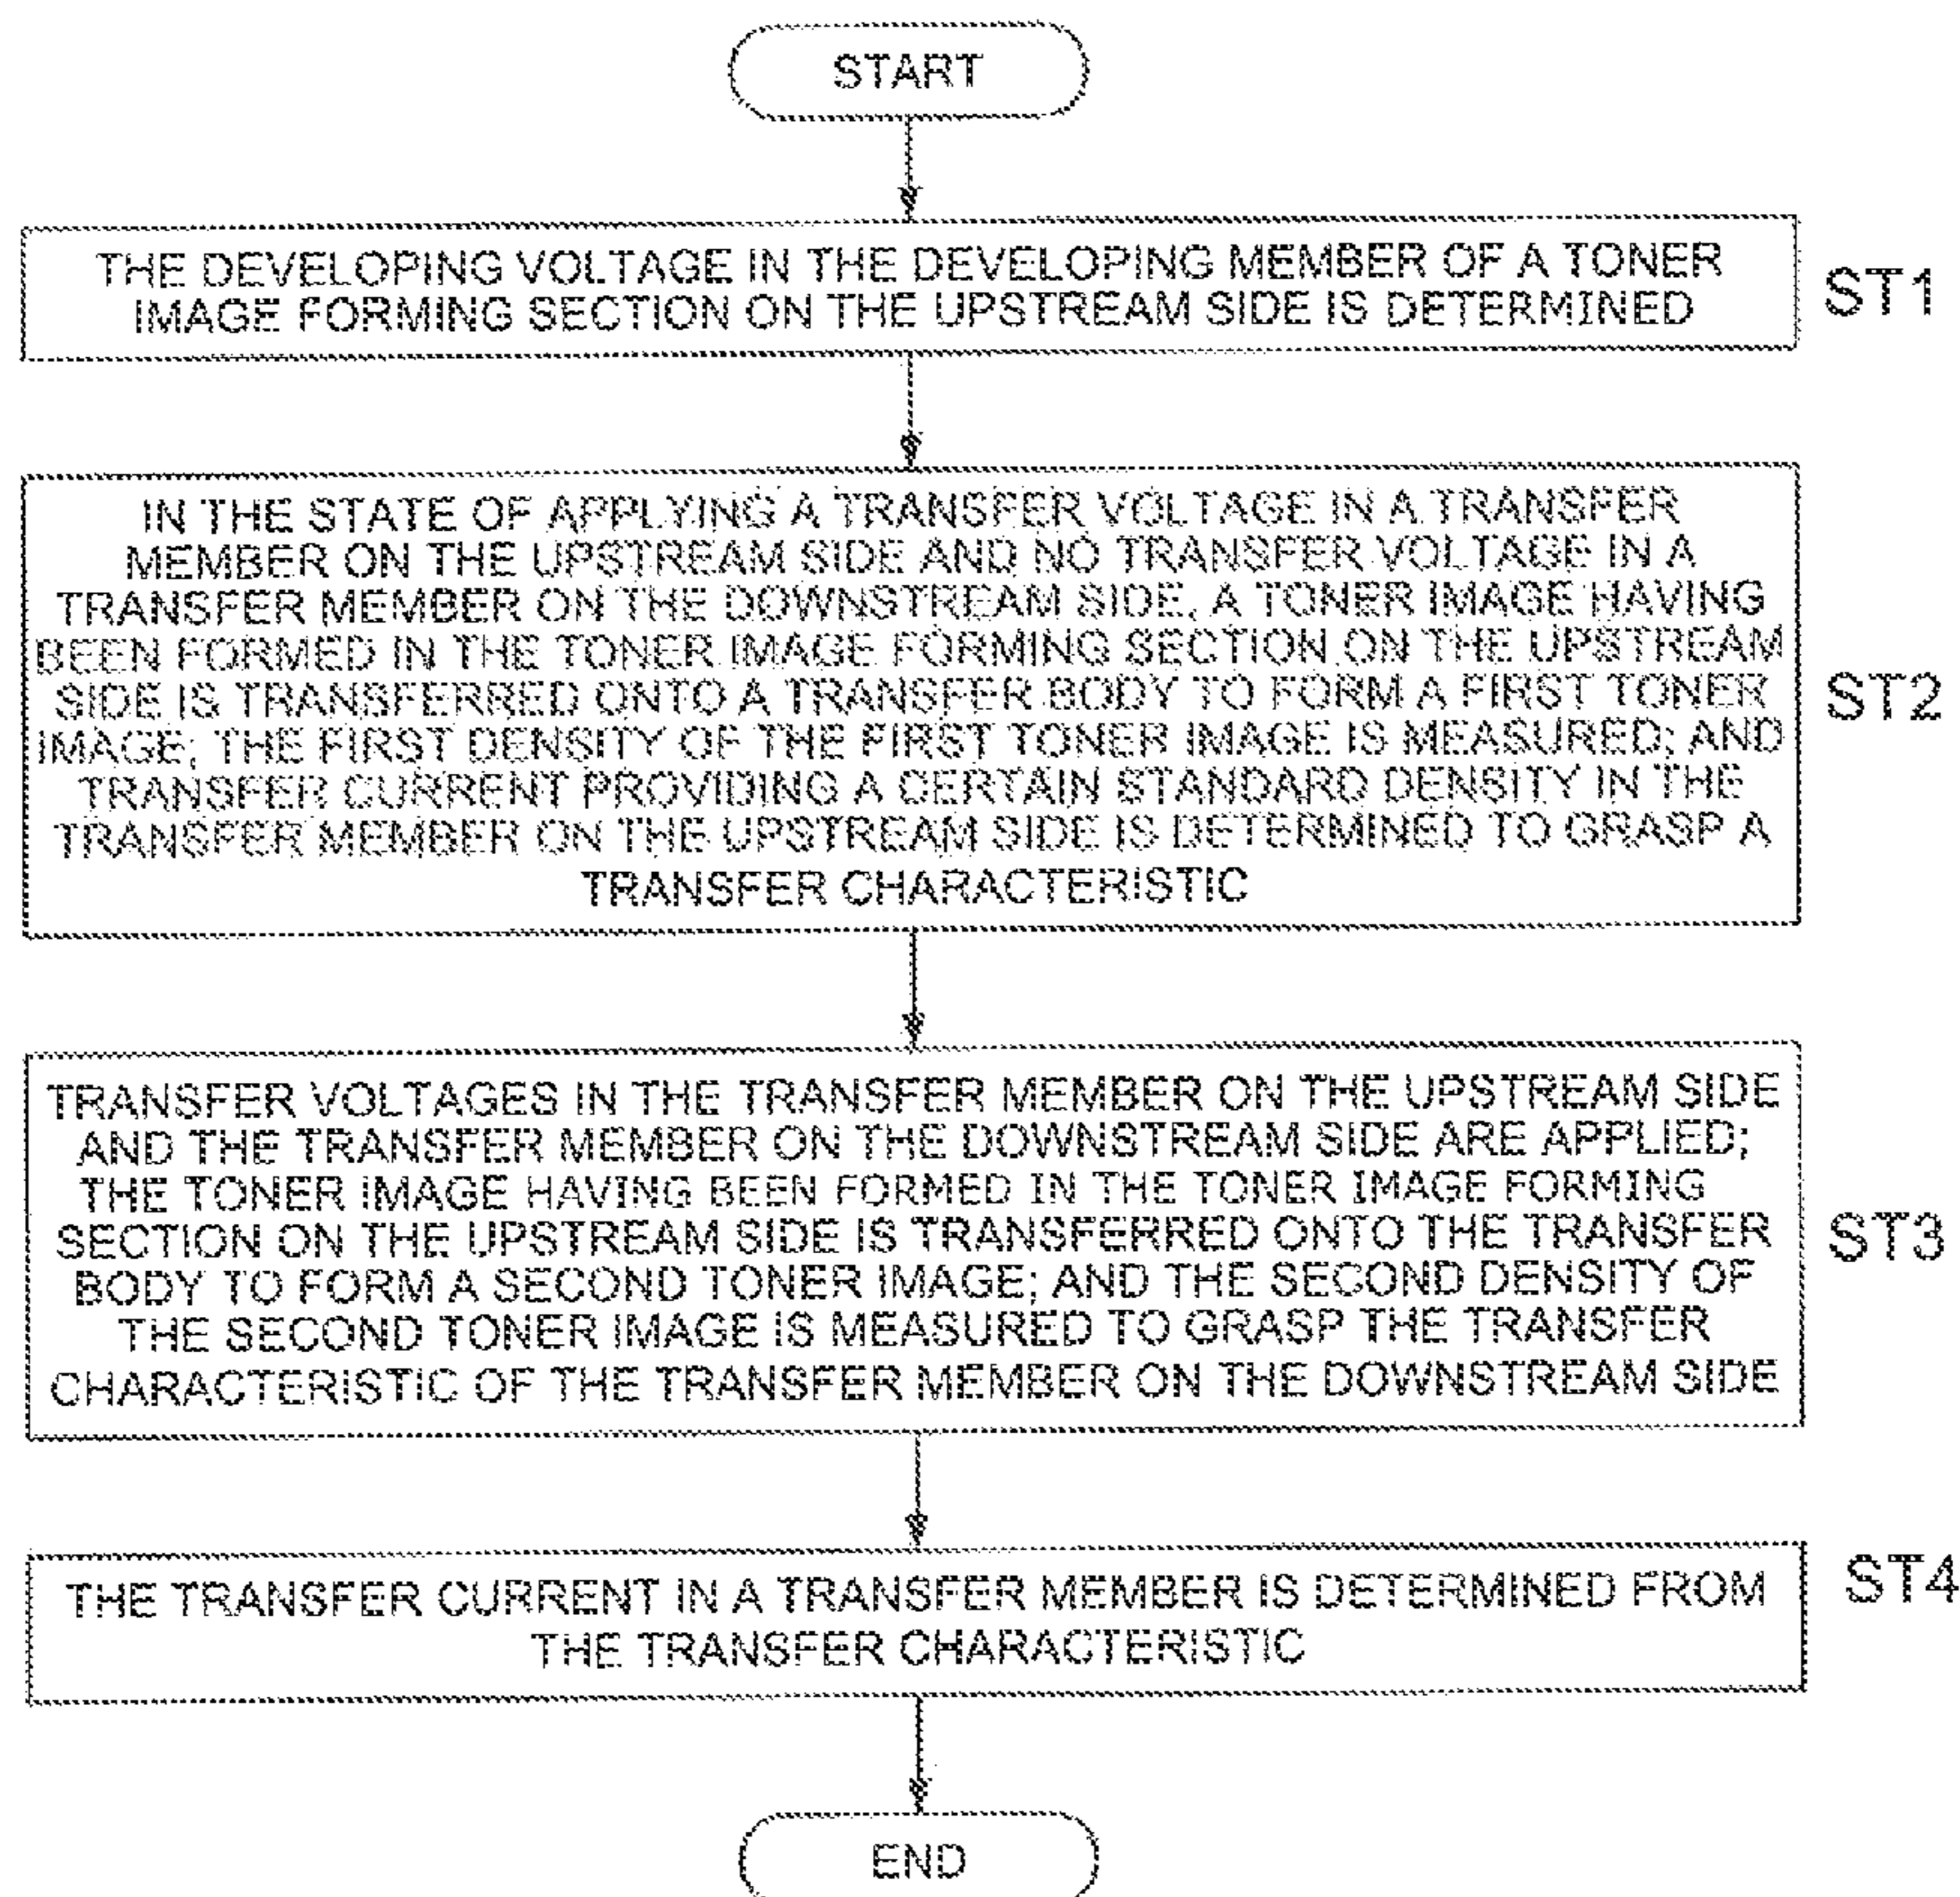 START
THE DEVELOPING VOLTAGE IN THE DEVELOPING MEMBER OF A TONER
IMAGE FORMING SECTION ON THE UPSTREAM SIDE IS DETERMINED
ST1
IN THE STATE OF APPLYING A TRANSFER VOLTAGE IN A TRANSFER
MEMBER ON THE UPSTREAM SIDE AND NO TRANSFER VOLTAGE IN A
TRANSFER MEMBER ON THE DOWNSTREAM SIDE, A TONER IMAGE HAVING
BEEN FORMED IN THE TONER IMAGE FORMING SECTION ON THE UPSTREAM
SIDE IS TRANSFERRED ONTO A TRANSFER BODY TO FORM A FIRST TONER
IMAGE; THE FIRST DENSITY OF THE FIRST TONER IMAGE IS MEASURED; AND
TRANSFER CURRENT PROVIDING A CERTAIN STANDARD DENSITY IN THE
TRANSFER MEMBER ON THE UPSTREAM SIDE IS DETERMINED TO GRASP A
TRANSFER CHARACTERISTIC
ST2
TRANSFER VOLTAGES IN THE TRANSFER MEMBER ON THE UPSTREAM SIDE
AND THE TRANSFER MEMBER ON THE DOWNSTREAM SIDE ARE APPLIED;
THE TONER IMAGE HAVING BEEN FORMED IN THE TONER IMAGE FORMING
SECTION ON THE UPSTREAM SIDE IS TRANSFERRED ONTO THE TRANSFER
BODY TO FORM A SECOND TONER IMAGE; AND THE SECOND DENSITY OF
THE SECOND TONER IMAGE IS MEASURED TO GRASP THE TRANSFER
CHARACTERISTIC OF THE TRANSFER MEMBER ON THE DOWNSTREAM SIDE
ST3
THE TRANSFER CURRENT IN A TRANSFER MEMBER IS DETERMINED FROM
THE TRANSFER CHARACTERISTIC
ST4
END